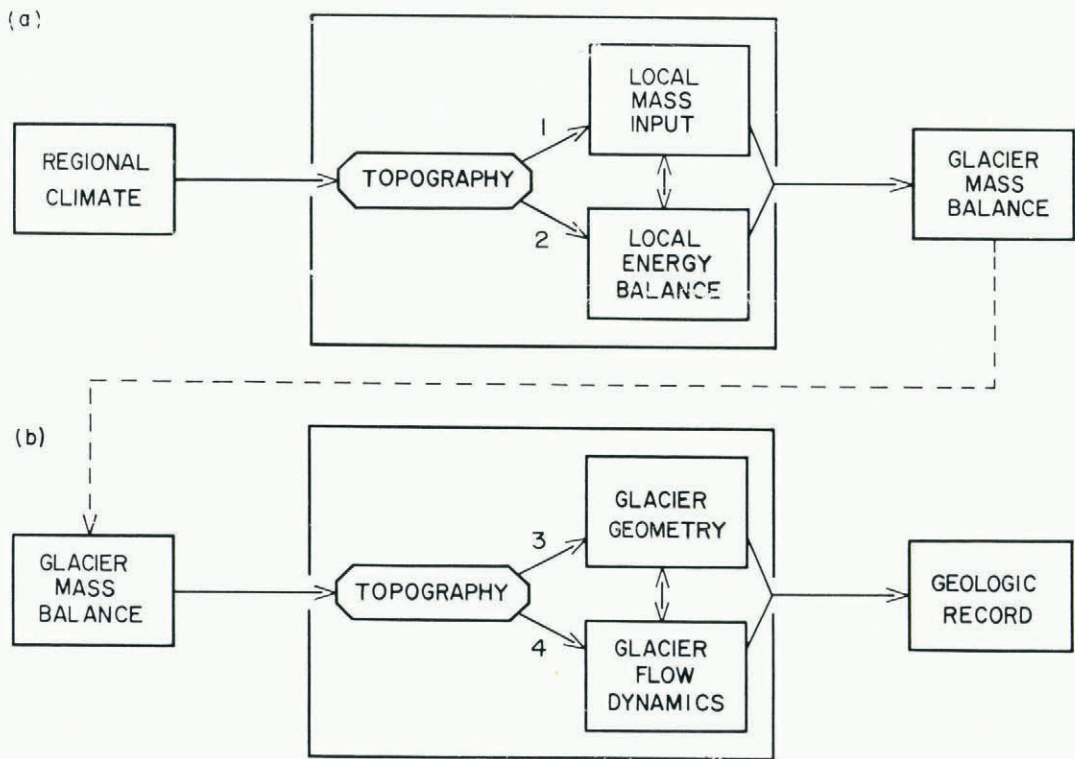 (a)
REGIONAL
CLIMATE
TOPOGRAPHY
1
2
LOCAL
MASS
INPUT
LOCAL
ENERGY
BALANCE
GLACIER
MASS
BALANCE
(b)
GLACIER
MASS
BALANCE
TOPOGRAPHY
3
4
GLACIER
GEOMETRY
GLACIER
FLOW
DYNAMICS
GEOLOGIC
RECORD